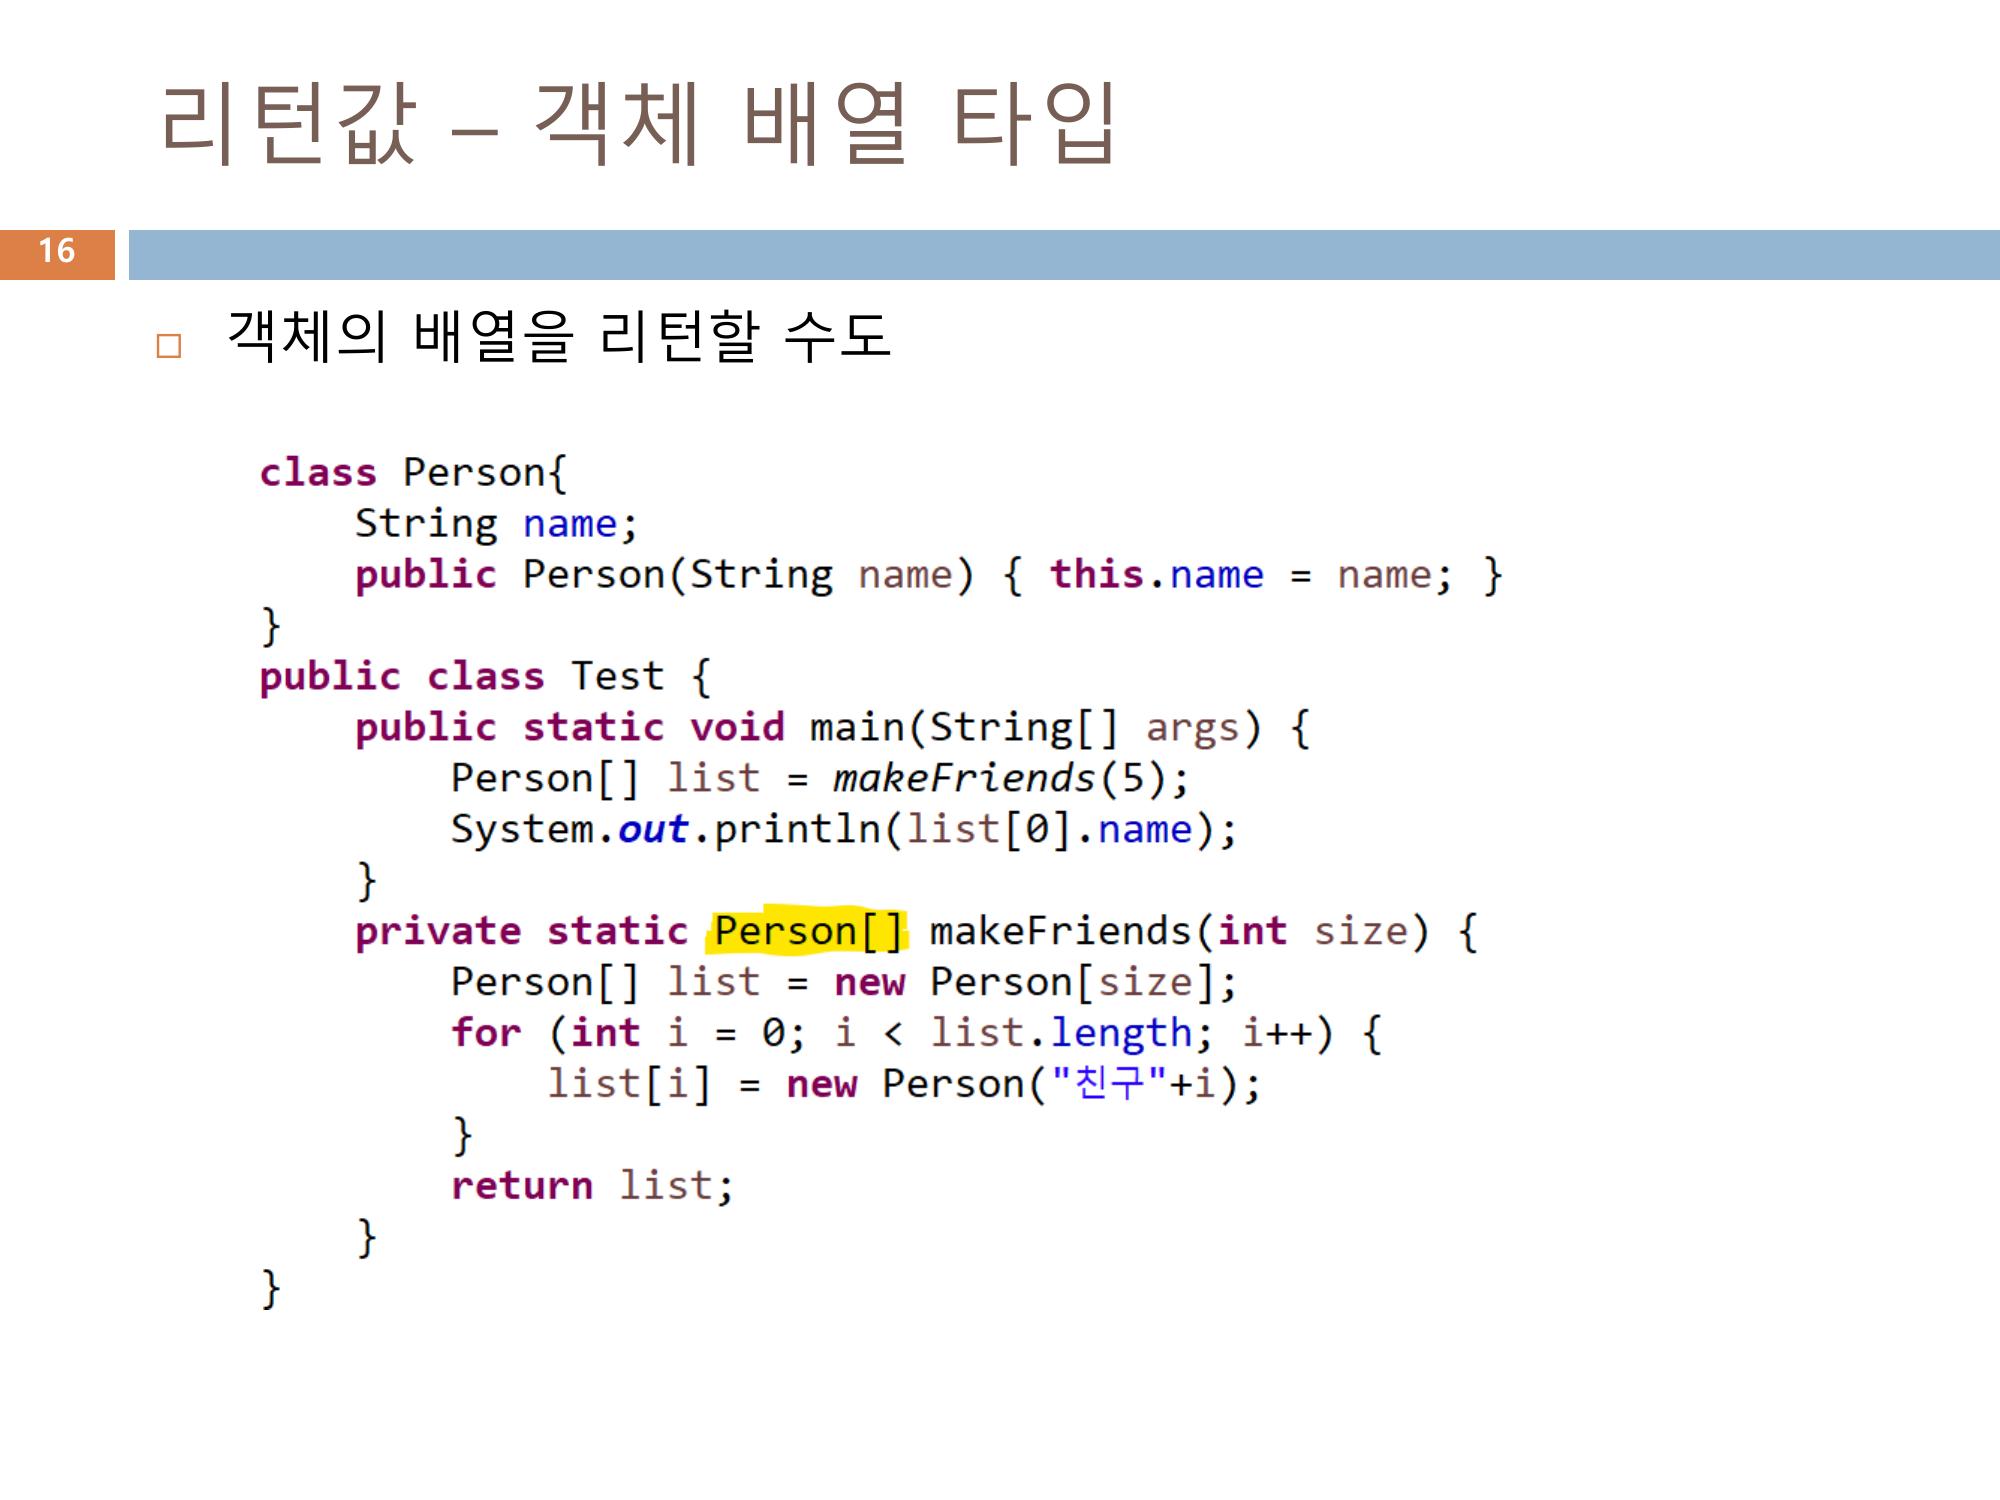 리턴값 – 객체 배열 타입
16
객체의 배열을 리턴할 수도
class Person{
String name;
public Person(String name) { this.name = name; }
}
public class Test {
public static void main(String[] args) {
Person[] list = makeFriends(5);
System.out.println(list[0].name);
}
private static Person[] makeFriends(int size) {
Person[] list = new Person[size];
for (int i = 0; i < list.length; i++) {
list[i] = new Person("친구"+i);
}
return list;
}
}